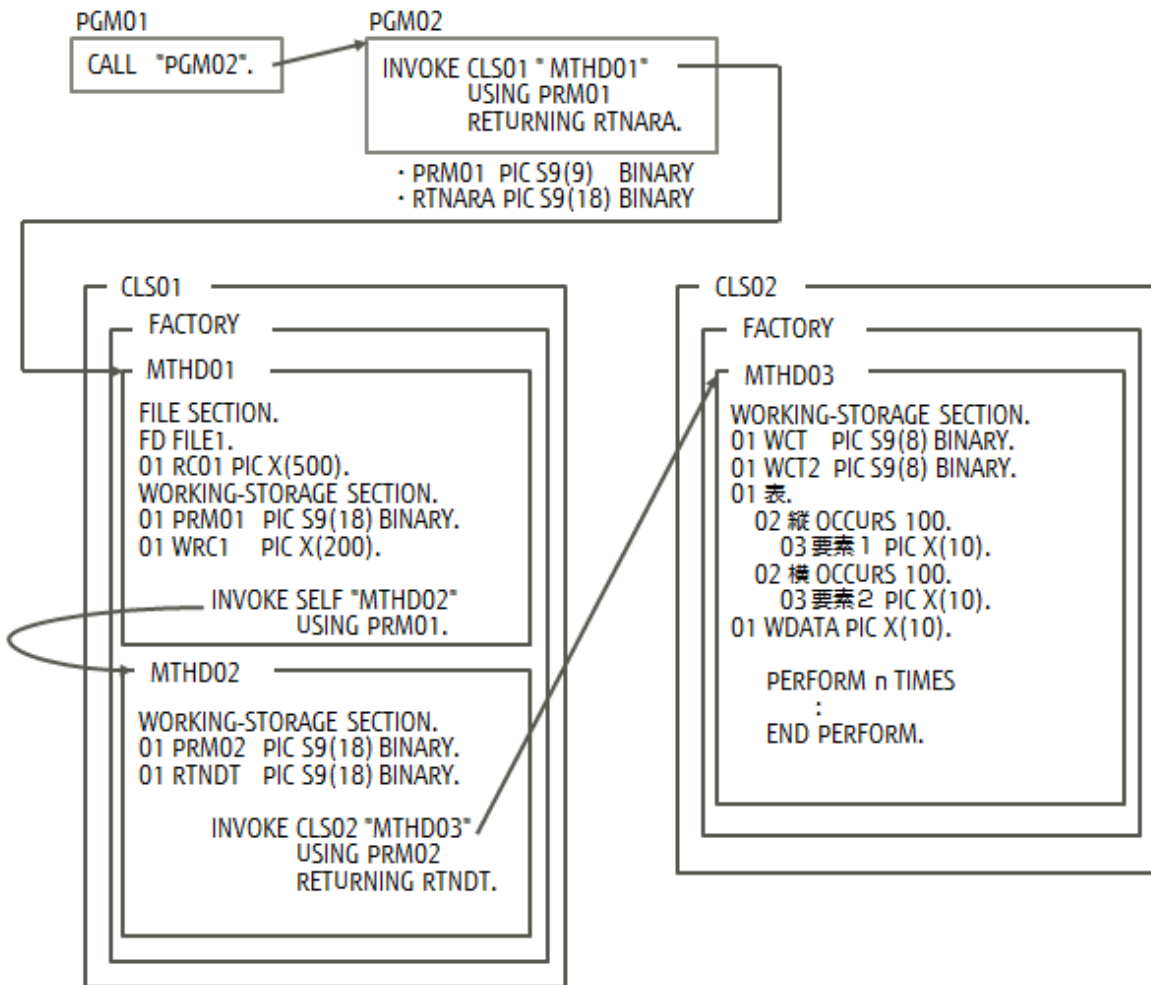 PGM01
CALL "PGM02".
PGM02
INVOKE CLS01 " MTHD01"
USING PRM01
RETURNING RTNARA.
・PRM01 PIC S9(9) BINARY
・RTNARA PIC S9(18) BINARY
CLS01
FACTORY
MTHD01
FILE SECTION.
FD FILE1.
01 RC01 PIC X(500).
WORKING-STORAGE SECTION.
01 PRM01 PIC S9(18) BINARY.
01 WRC1 PIC X(200).
INVOKE SELF "MTHD02"
USING PRM01.
MTHD02
WORKING-STORAGE SECTION.
01 PRM02 PIC S9(18) BINARY.
01 RTNDT PIC S9(18) BINARY.
INVOKE CLS02 "MTHD03"
USING PRM02
RETURNING RTNDT.
CLS02
FACTORY
MTHD03
WORKING-STORAGE SECTION.
01 WCT PIC S9(8) BINARY.
01 WCT2 PIC S9(8) BINARY.
01 表.
02 縦 OCCURS 100.
03 要素1 PIC X(10).
02 横 OCCURS 100.
03 要素2 PIC X(10).
01 WDATA PIC X(10).
PERFORM n TIMES
:
END PERFORM.